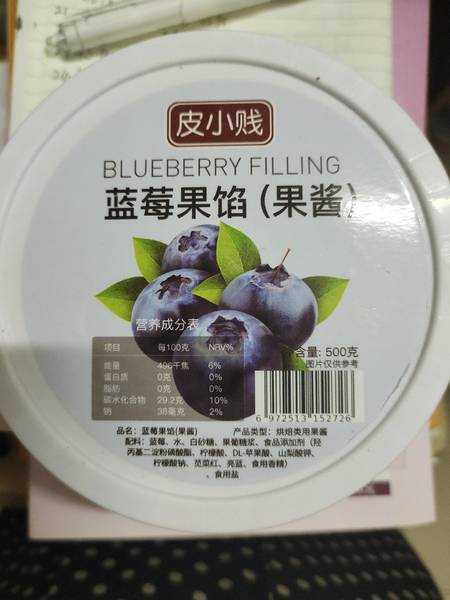 皮小贱
BLUEBERRY FILLING
蓝莓果馅(果酱)
营养成分表
项目 每100克 NRV%
能量 496千焦 6%
蛋白质 0克 0%
脂肪 0克 0%
碳水化合物 29.2克 10%
钠 38毫克 2%
含量: 500克
图片仅供参考
6 972513 152726
品名: 蓝莓果馅(果酱) 产品类型: 烘焙类用果酱
配料: 蓝莓、水、白砂糖、果葡糖浆、食品添加剂 (羟
丙基二淀粉磷酸酯、柠檬酸、DL-苹果酸、山梨酸钾、
柠檬酸钠、苋菜红、亮蓝、食用香精)
、食用盐